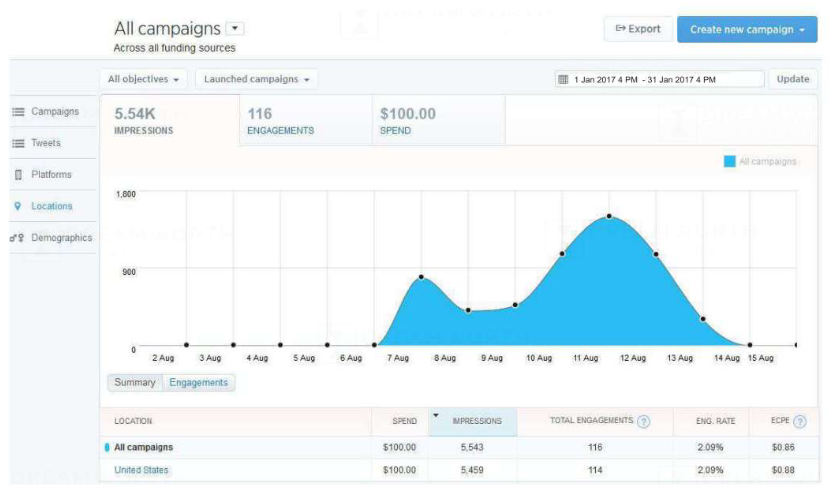 All campaigns
Across all funding sources
Export
Create new campaign
All objectives
Launched campaigns
1 Jan 2017 4 PM - 31 Jan 2017 4 PM
Update
Campaigns
Tweets
Platforms
Locations
Demographics
5.54K
IMPRESSIONS
116
ENGAGEMENTS
$100.00
SPEND
All campaigns
1,800
900
0
2 Aug 3 Aug 4 Aug 5 Aug 6 Aug 7 Aug 8 Aug 9 Aug 10 Aug 11 Aug 12 Aug 13 Aug 14 Aug 15 Aug
Summary Engagements
LOCATION SPEND IMPRESSIONS TOTAL ENGAGEMENTS ? ENG. RATE ECPE ?
All campaigns $100.00 5,543 116 2.09% $0.86
United States $100.00 5,459 114 2.09% $0.88